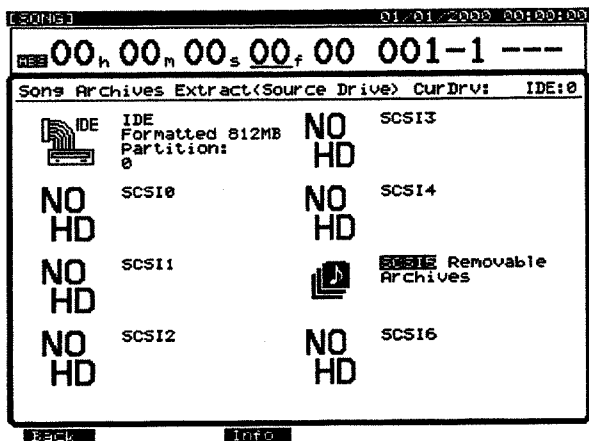 [SONG] 01/01/2000 00:00:00
ABS 00h 00m 00s 00f 00 001-1 ---
Song Archives Extract(Source Drive) CurDrv: IDE:0
IDE
IDE
Formatted 812MB
Partition:
0
NO HD
SCSI3
NO HD
SCSI0
NO HD
SCSI4
NO HD
SCSI1
SCSI5 Removable
Archives
NO HD
SCSI2
NO HD
SCSI6
Back Info